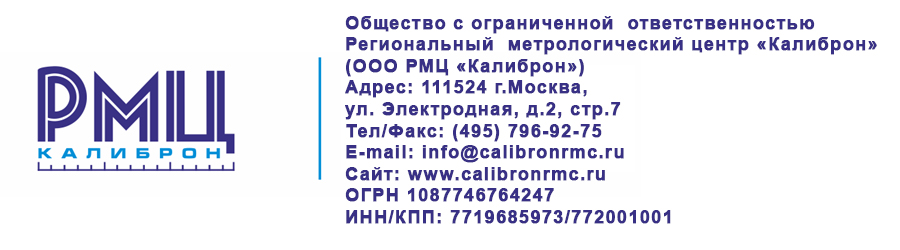 РМЦ
КАЛИБРОН
Общество с ограниченной ответственностью
Региональный метрологический центр «Калиброн»
(ООО РМЦ «Калиброн»)
Адрес: 111524 г.Москва,
ул. Электродная, д.2, стр.7
Тел/Факс: (495) 796-92-75
E-mail: info@calibronrmc.ru
Сайт: www.calibronrmc.ru
ОГРН 1087746764247
ИНН/КПП: 7719685973/772001001